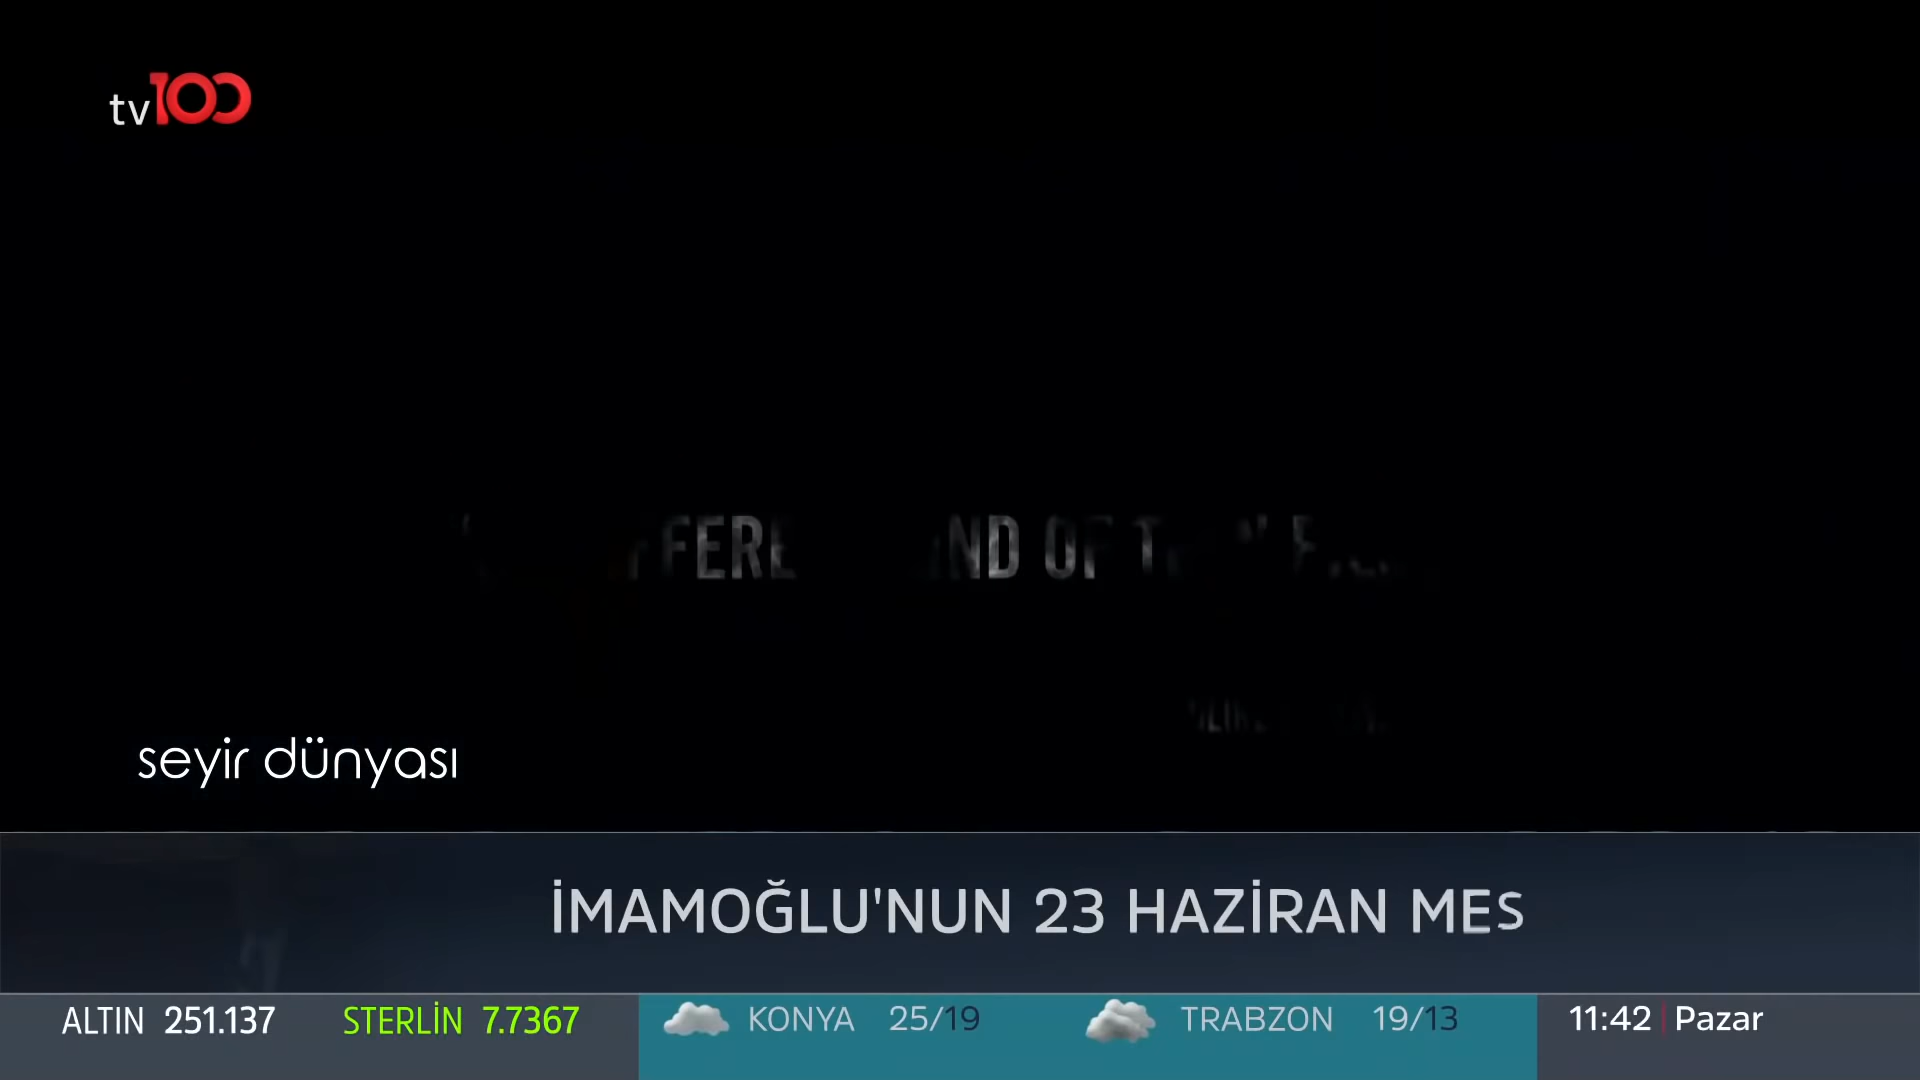 tv100
OF
seyir dünyası
İMAMOĞLU'NUN 23 HAZİRAN MES
ALTIN 251.137 STERLİN 7.7367 KONYA 25/19 TRABZON 19/13 11:42 Pazar